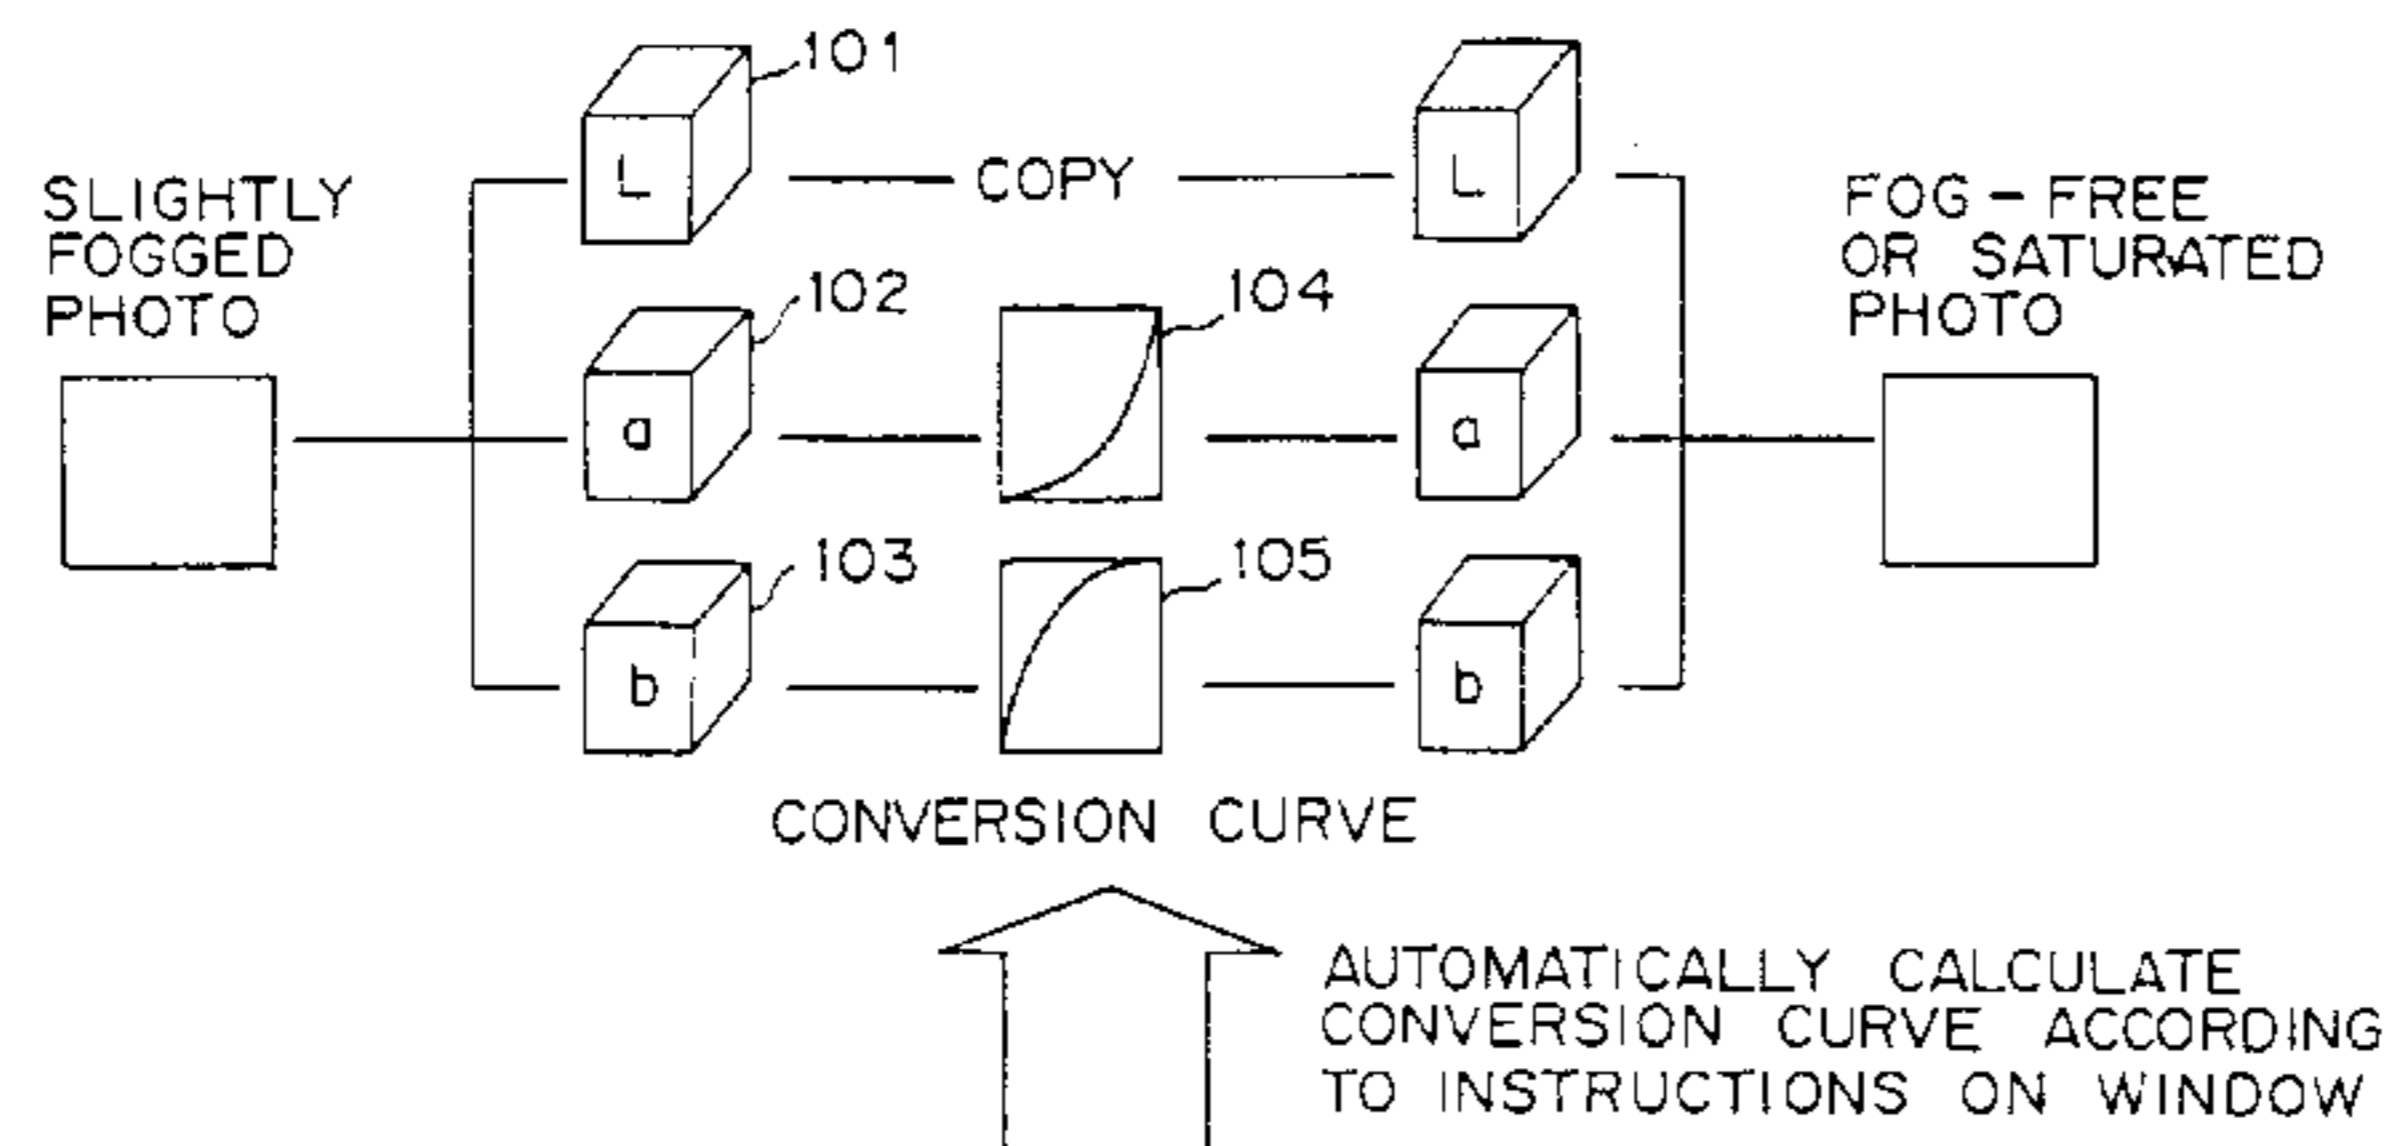 SLIGHTLY
FOGGED
PHOTO
101
L
COPY
L
FOG-FREE
OR SATURATED
PHOTO
102
a
104
a
103
b
105
b
CONVERSION CURVE
AUTOMATICALLY CALCULATE
CONVERSION CURVE ACCORDING
TO INSTRUCTIONS ON WINDOW